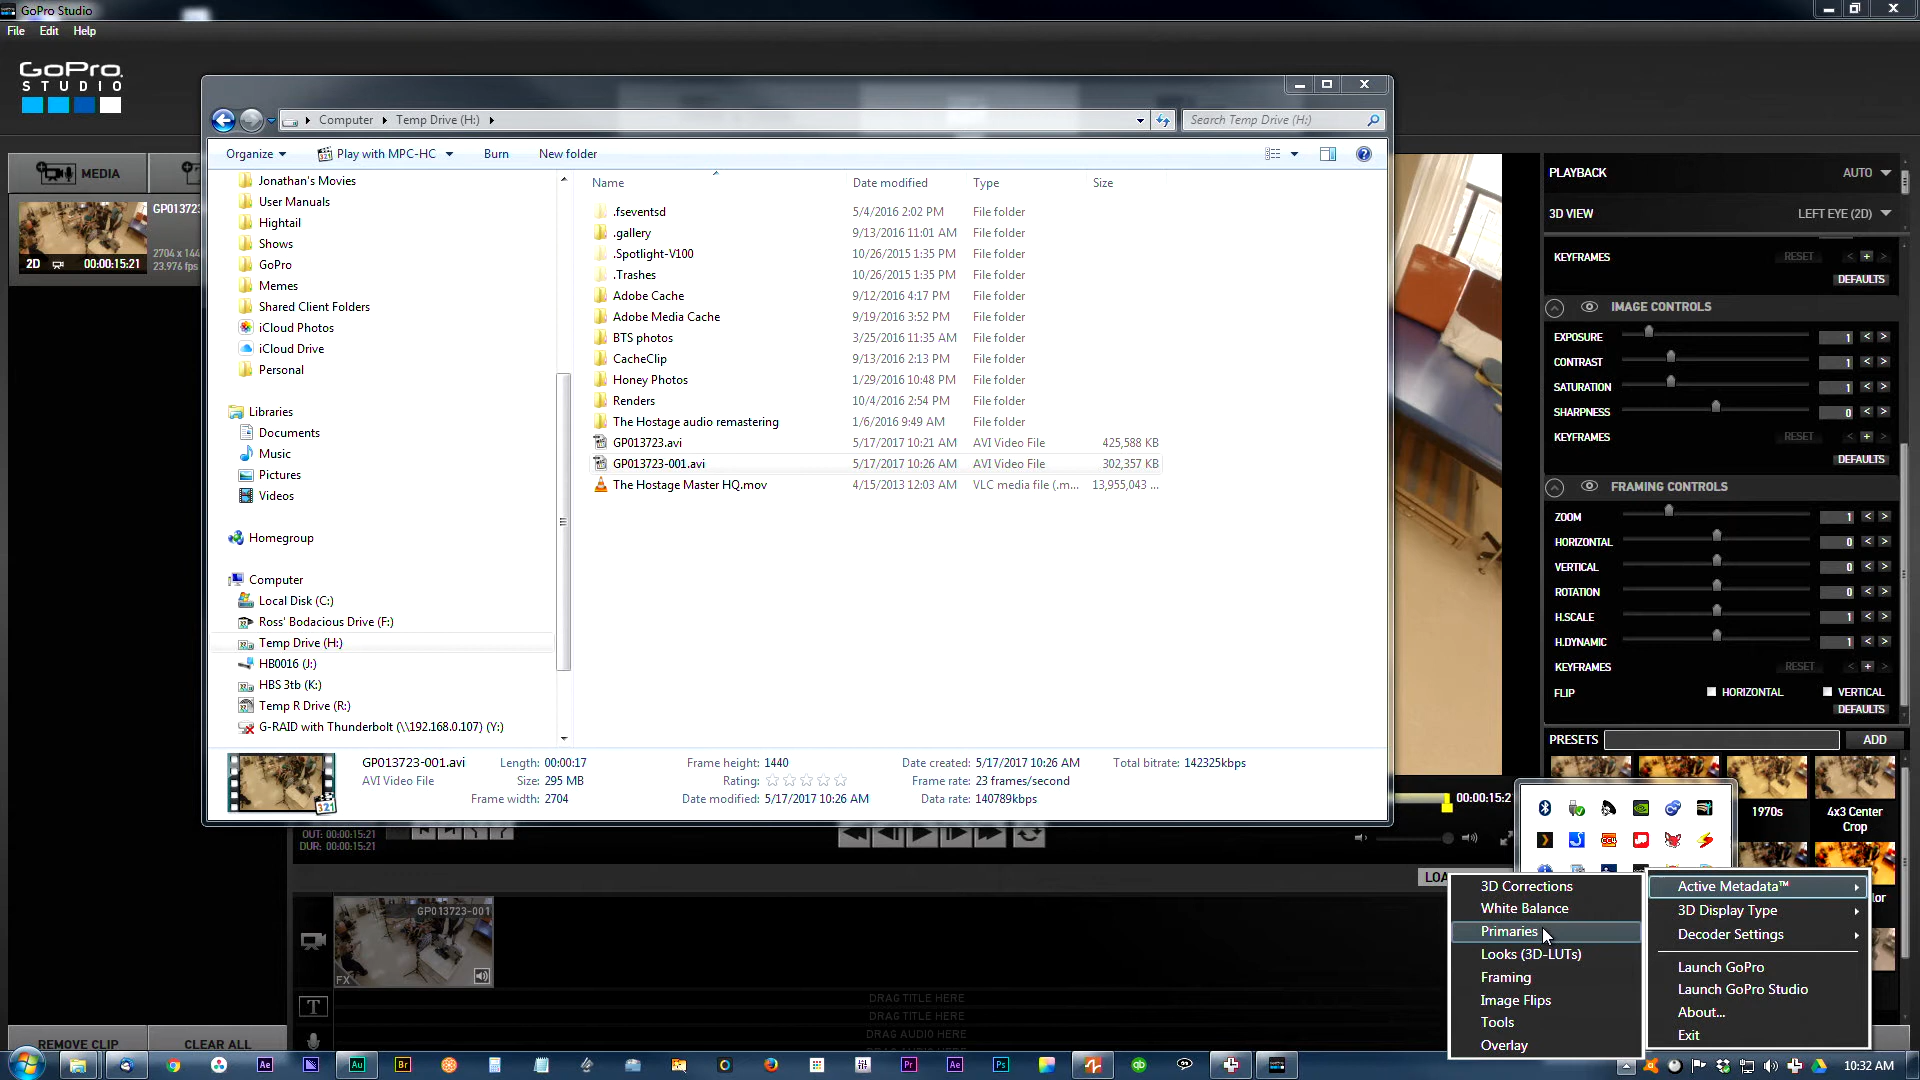 GoPro Studio
File Edit Help
GoPro
STUDIO
Computer Temp Drive (H:)
Search Temp Drive (H:)
Organize Play with MPC-HC Burn New folder
MEDIA
GP013723
2704 x 144
23.976 fps
2D 00:00:15:21
Jonathan's Movies
User Manuals
Hightail
Shows
GoPro
Memes
Shared Client Folders
iCloud Photos
iCloud Drive
Personal
Libraries
Documents
Music
Pictures
Videos
Homegroup
Computer
Local Disk (C:)
Ross' Bodacious Drive (F:)
Temp Drive (H:)
HB0016 (J:)
HBS 3tb (K:)
Temp R Drive (R:)
G-RAID with Thunderbolt (\\192.168.0.107) (Y:)
Name Date modified Type Size
.fseventsd 5/4/2016 2:02 PM File folder
.gallery 9/13/2016 11:01 AM File folder
.Spotlight-V100 10/26/2015 1:35 PM File folder
.Trashes 10/26/2015 1:35 PM File folder
Adobe Cache 9/12/2016 4:17 PM File folder
Adobe Media Cache 9/19/2016 3:52 PM File folder
BTS photos 3/25/2016 11:35 AM File folder
CacheClip 9/13/2016 2:13 PM File folder
Honey Photos 1/29/2016 10:48 PM File folder
Renders 10/4/2016 2:54 PM File folder
The Hostage audio remastering 1/6/2016 9:49 AM File folder
GP013723.avi 5/17/2017 10:21 AM AVI Video File 425,588 KB
GP013723-001.avi 5/17/2017 10:26 AM AVI Video File 302,357 KB
The Hostage Master HQ.mov 4/15/2013 12:03 AM VLC media file (.m... 13,955,043 ...
GP013723-001.avi Length: 00:00:17 Frame height: 1440 Date created: 5/17/2017 10:26 AM Total bitrate: 142325kbps
AVI Video File Size: 295 MB Rating: Frame rate: 23 frames/second
Frame width: 2704 Date modified: 5/17/2017 10:26 AM Data rate: 140789kbps
PLAYBACK AUTO
3D VIEW LEFT EYE (2D)
KEYFRAMES RESET
DEFAULTS
IMAGE CONTROLS
EXPOSURE 1
CONTRAST 1
SATURATION 1
SHARPNESS 0
KEYFRAMES RESET
DEFAULTS
FRAMING CONTROLS
ZOOM 1
HORIZONTAL 0
VERTICAL 0
ROTATION 0
H.SCALE 1
H.DYNAMIC 1
KEYFRAMES RESET
FLIP HORIZONTAL VERTICAL
DEFAULTS
PRESETS ADD
1970s
4x3 Center
Crop
00:00:15:2
OUT: 00:00:15:21
DUR: 00:00:15:21
LOA
GP013723-001
FX
T
DRAG TITLE HERE
DRAG TITLE HERE
DRAG AUDIO HERE
REMOVE CLIP CLEAR ALL
3D Corrections
White Balance
Primaries
Looks (3D-LUTs)
Framing
Image Flips
Tools
Overlay
Active Metadata™
3D Display Type
Decoder Settings
Launch GoPro
Launch GoPro Studio
About...
Exit
Ae Au Br Pr Ae Ps
10:32 AM